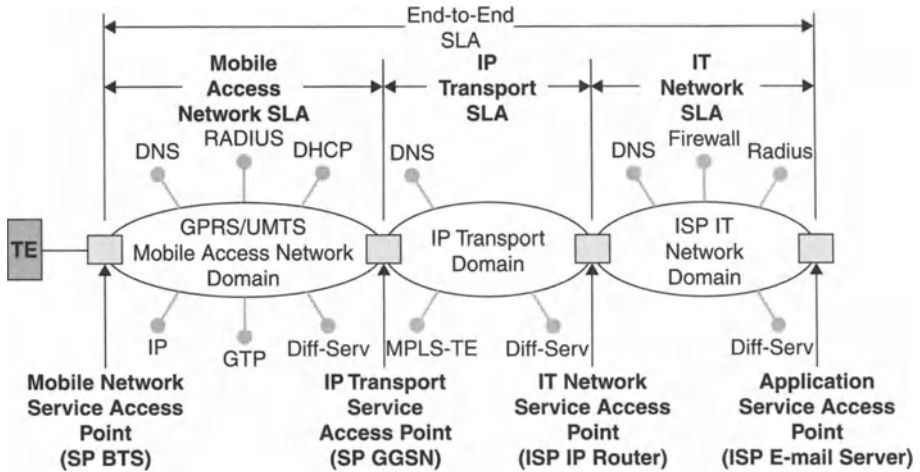 End-to-End
SLA
Mobile
Access
Network SLA
IP
Transport
SLA
IT
Network
SLA
DNS
RADIUS
DHCP
DNS
DNS
Firewall
Radius
TE
GPRS/UMTS
Mobile Access Network
Domain
IP Transport
Domain
ISP IT
Network
Domain
IP
GTP
Diff-Serv
MPLS-TE
Diff-Serv
Diff-Serv
Mobile Network
Service Access
Point
(SP BTS)
IP Transport
Service
Access Point
(SP GGSN)
IT Network
Service Access
Point
(ISP IP Router)
Application
Service Access
Point
(ISP E-mail Server)